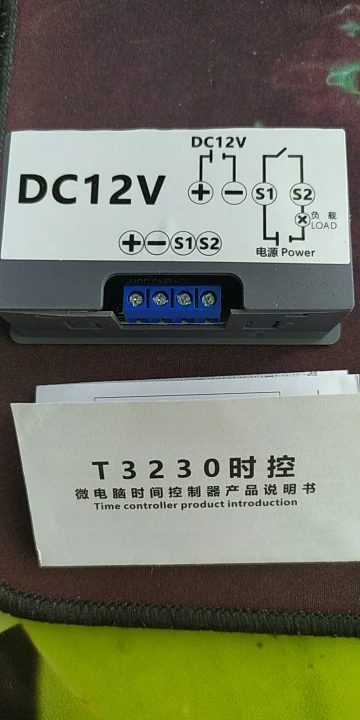 DC12V
DC12V
+ − S1 S2
负载
LOAD
电源 Power
+ − S1 S2
T3230时控
微电脑时间控制器产品说明书
Time controller product introduction